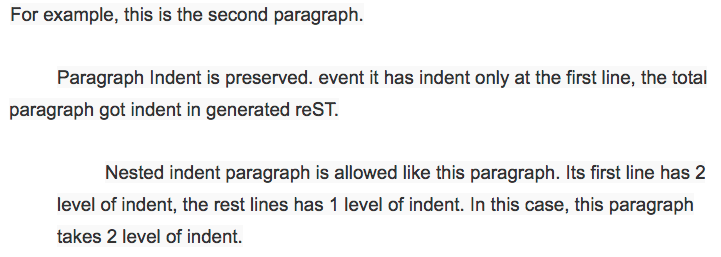 For example, this is the second paragraph.
Paragraph Indent is preserved. event it has indent only at the first line, the total
paragraph got indent in generated reST.
Nested indent paragraph is allowed like this paragraph. Its first line has 2
level of indent, the rest lines has 1 level of indent. In this case, this paragraph
takes 2 level of indent.